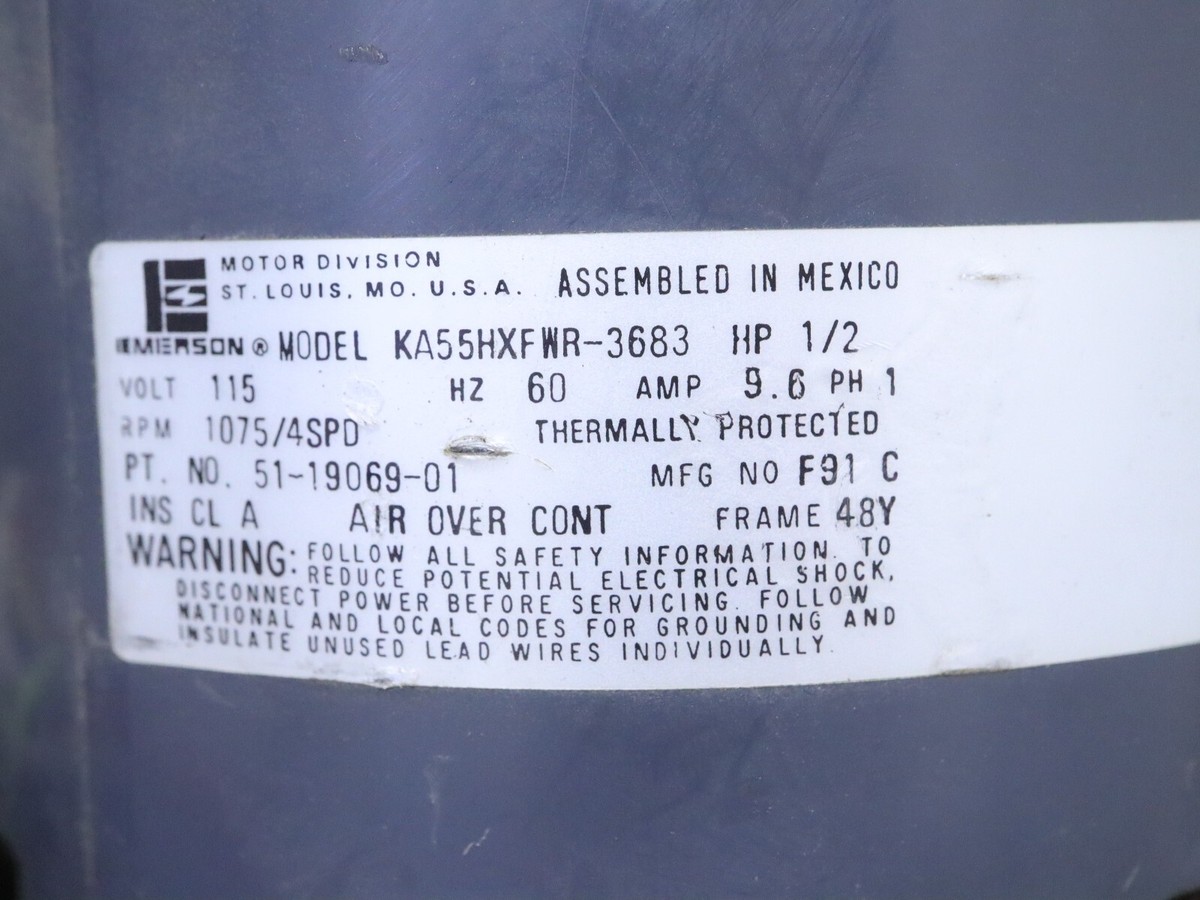 MOTOR DIVISION
ST. LOUIS, MO. U.S.A. ASSEMBLED IN MEXICO
EMERSON® MODEL KA55HXFWR-3683 HP 1/2
VOLT 115 HZ 60 AMP 9.6 PH 1
RPM 1075/4SPD THERMALLY PROTECTED
PT. NO. 51-19069-01 MFG NO F91 C
INS CL A AIR OVER CONT FRAME 48Y
WARNING: FOLLOW ALL SAFETY INFORMATION. TO
REDUCE POTENTIAL ELECTRICAL SHOCK,
DISCONNECT POWER BEFORE SERVICING. FOLLOW
NATIONAL AND LOCAL CODES FOR GROUNDING AND
INSULATE UNUSED LEAD WIRES INDIVIDUALLY.